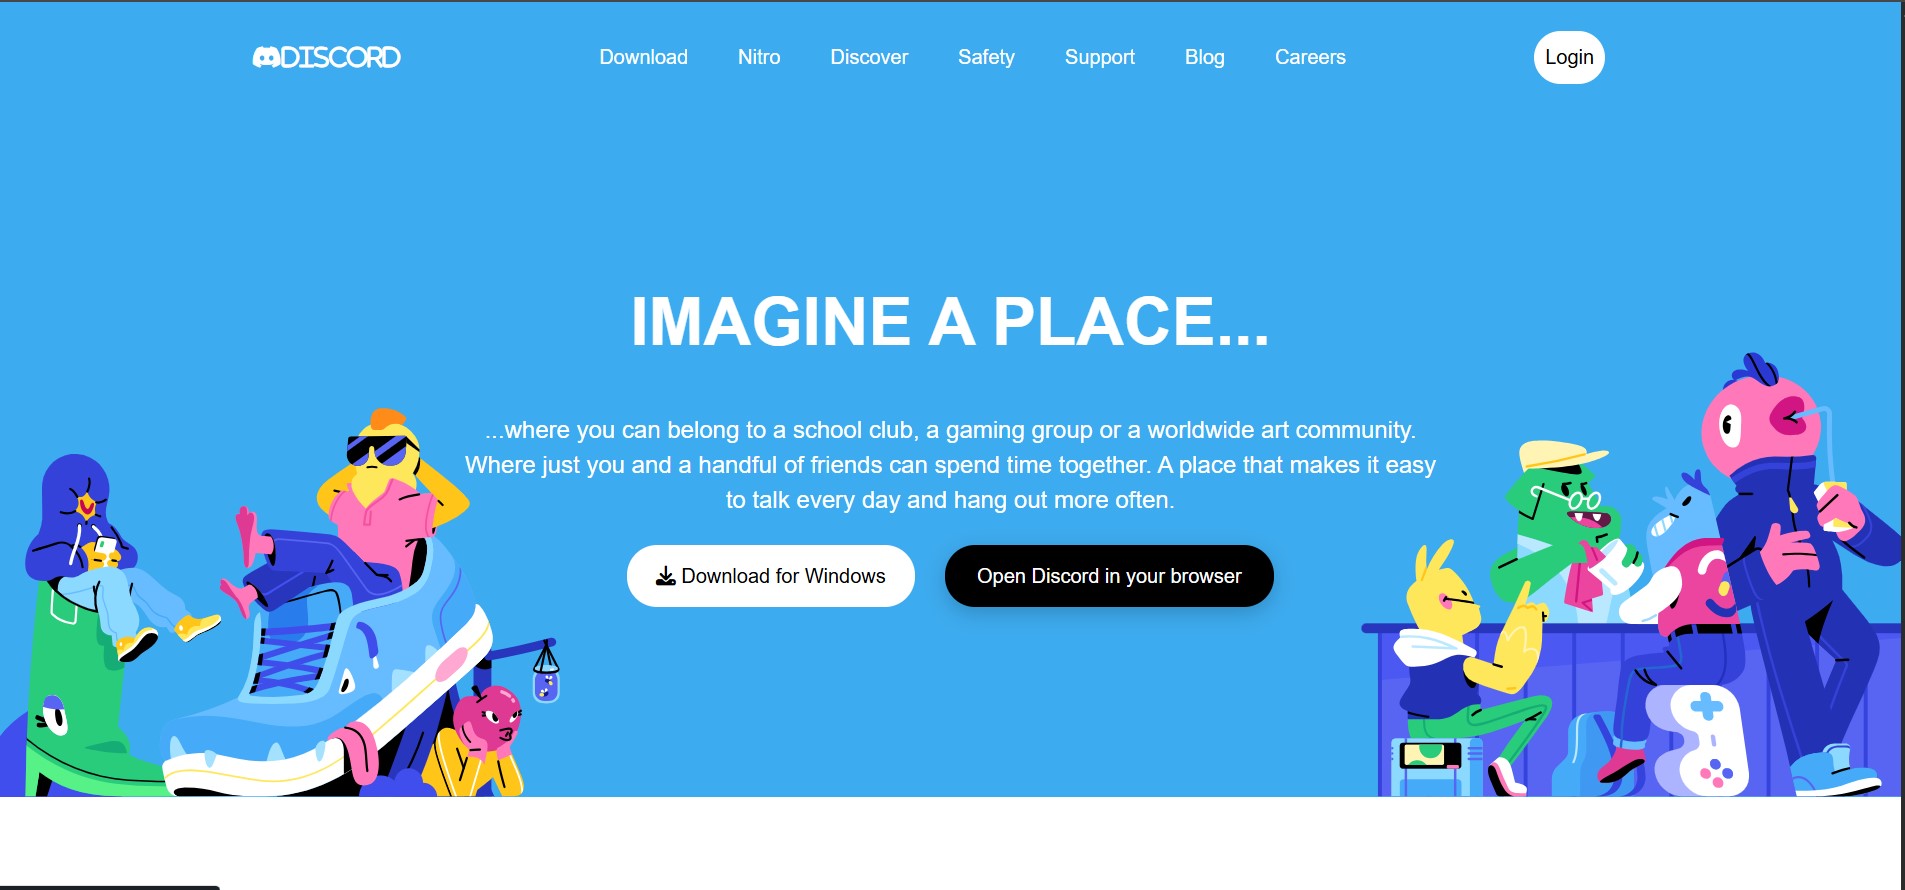 DISCORD
Download Nitro Discover Safety Support Blog Careers
Login
IMAGINE A PLACE...
...where you can belong to a school club, a gaming group or a worldwide art community.
Where just you and a handful of friends can spend time together. A place that makes it easy
to talk every day and hang out more often.
Download for Windows
Open Discord in your browser